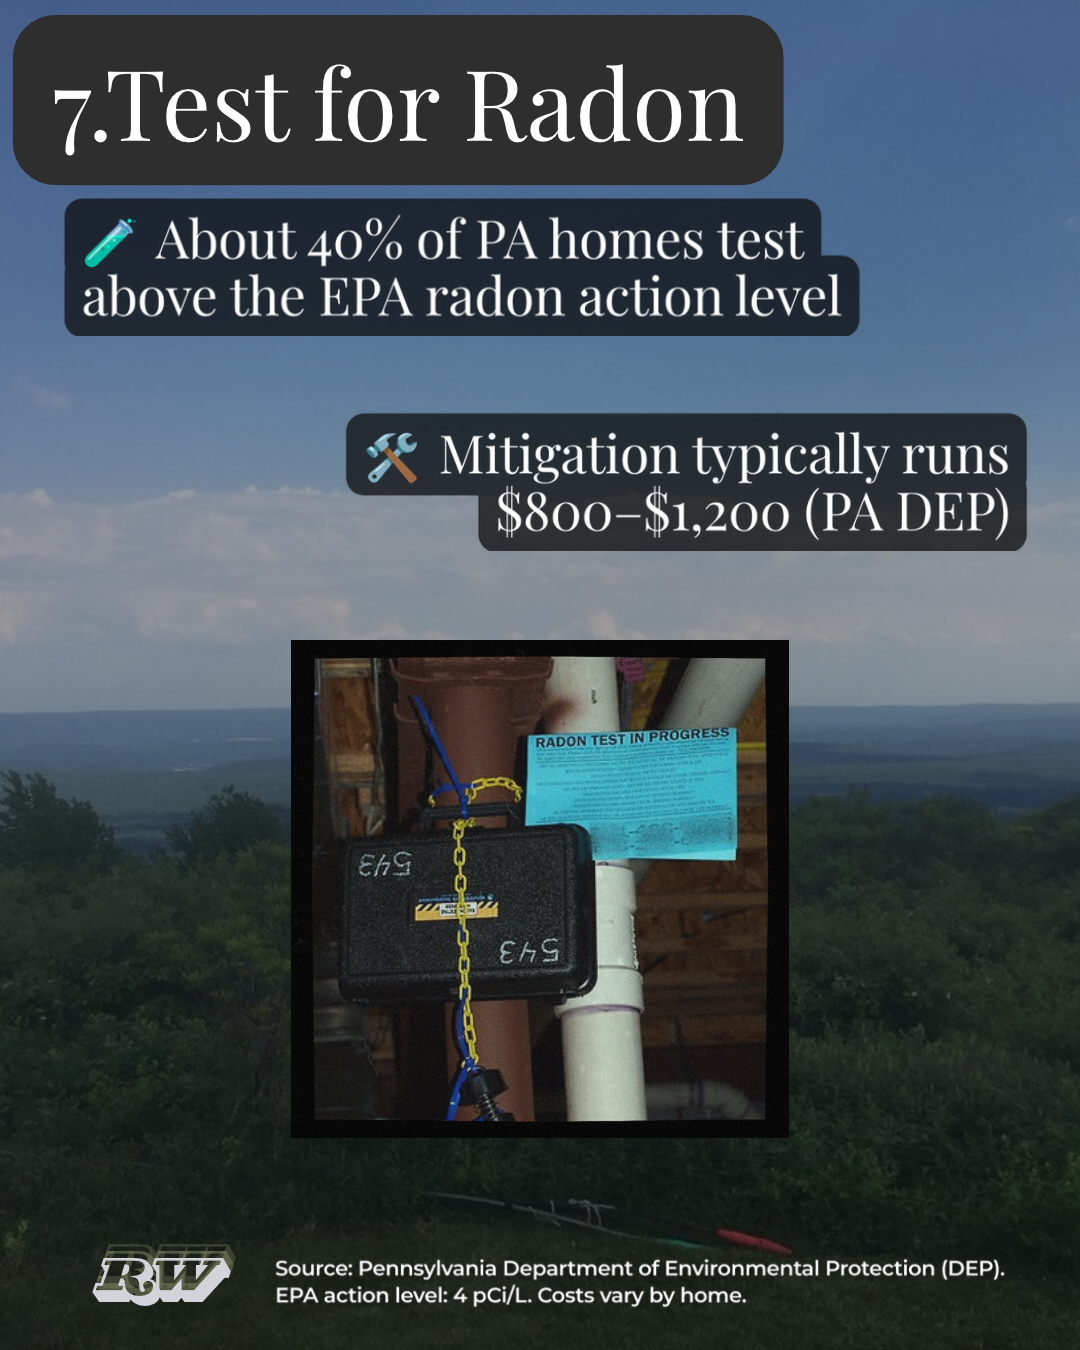 7.Test for Radon
🧪 About 40% of PA homes test
above the EPA radon action level
🛠️ Mitigation typically runs
$800–$1,200 (PA DEP)
RADON TEST IN PROGRESS
543
543
RW
Source: Pennsylvania Department of Environmental Protection (DEP).
EPA action level: 4 pCi/L. Costs vary by home.